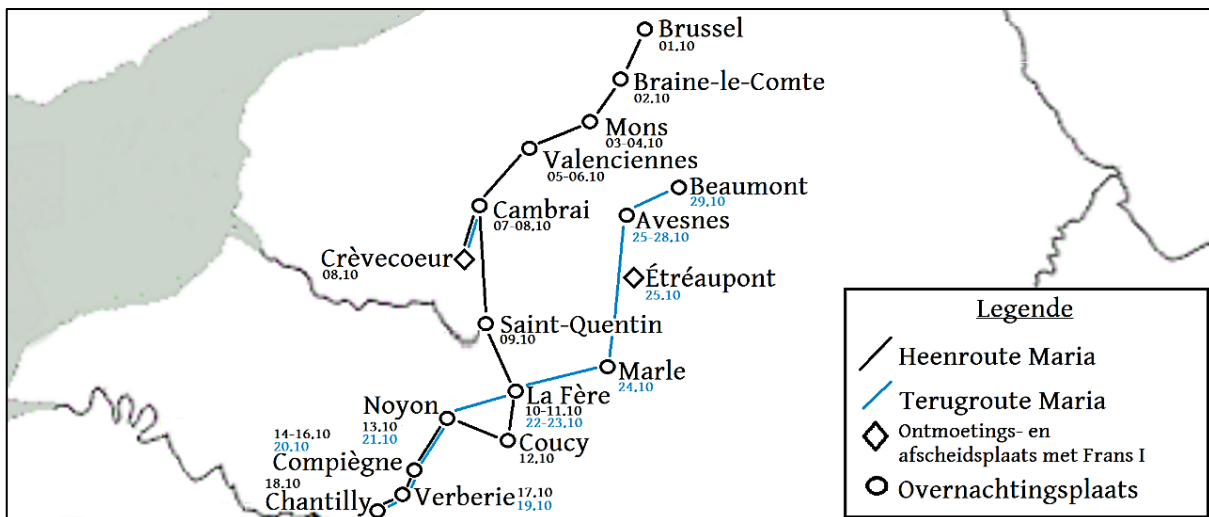 Brussel
01.10
Braine-le-Comte
02.10
Mons
03-04.10
Valenciennes
05-06.10
Beaumont
29.10
Cambrai
07-08.10
Avesnes
25-28.10
Crèvecoeur
08.10
Étréaupont
25.10
Saint-Quentin
09.10
Marle
24.10
La Fère
10-11.10
22-23.10
Noyon
13.10
21.10
Coucy
12.10
14-16.10
20.10
Compiègne
18.10
Chantilly
Verberie 17.10
19.10
Legende
Heenroute Maria
Terugroute Maria
Ontmoetings- en
afscheidsplaats met Frans I
Overnachtingsplaats